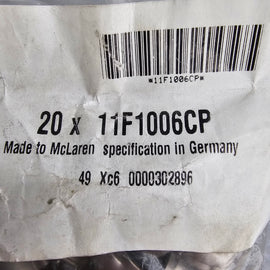 *11F1006CP*
20 x 11F1006CP
Made to McLaren specification in Germany
49 Xc6 0000302896